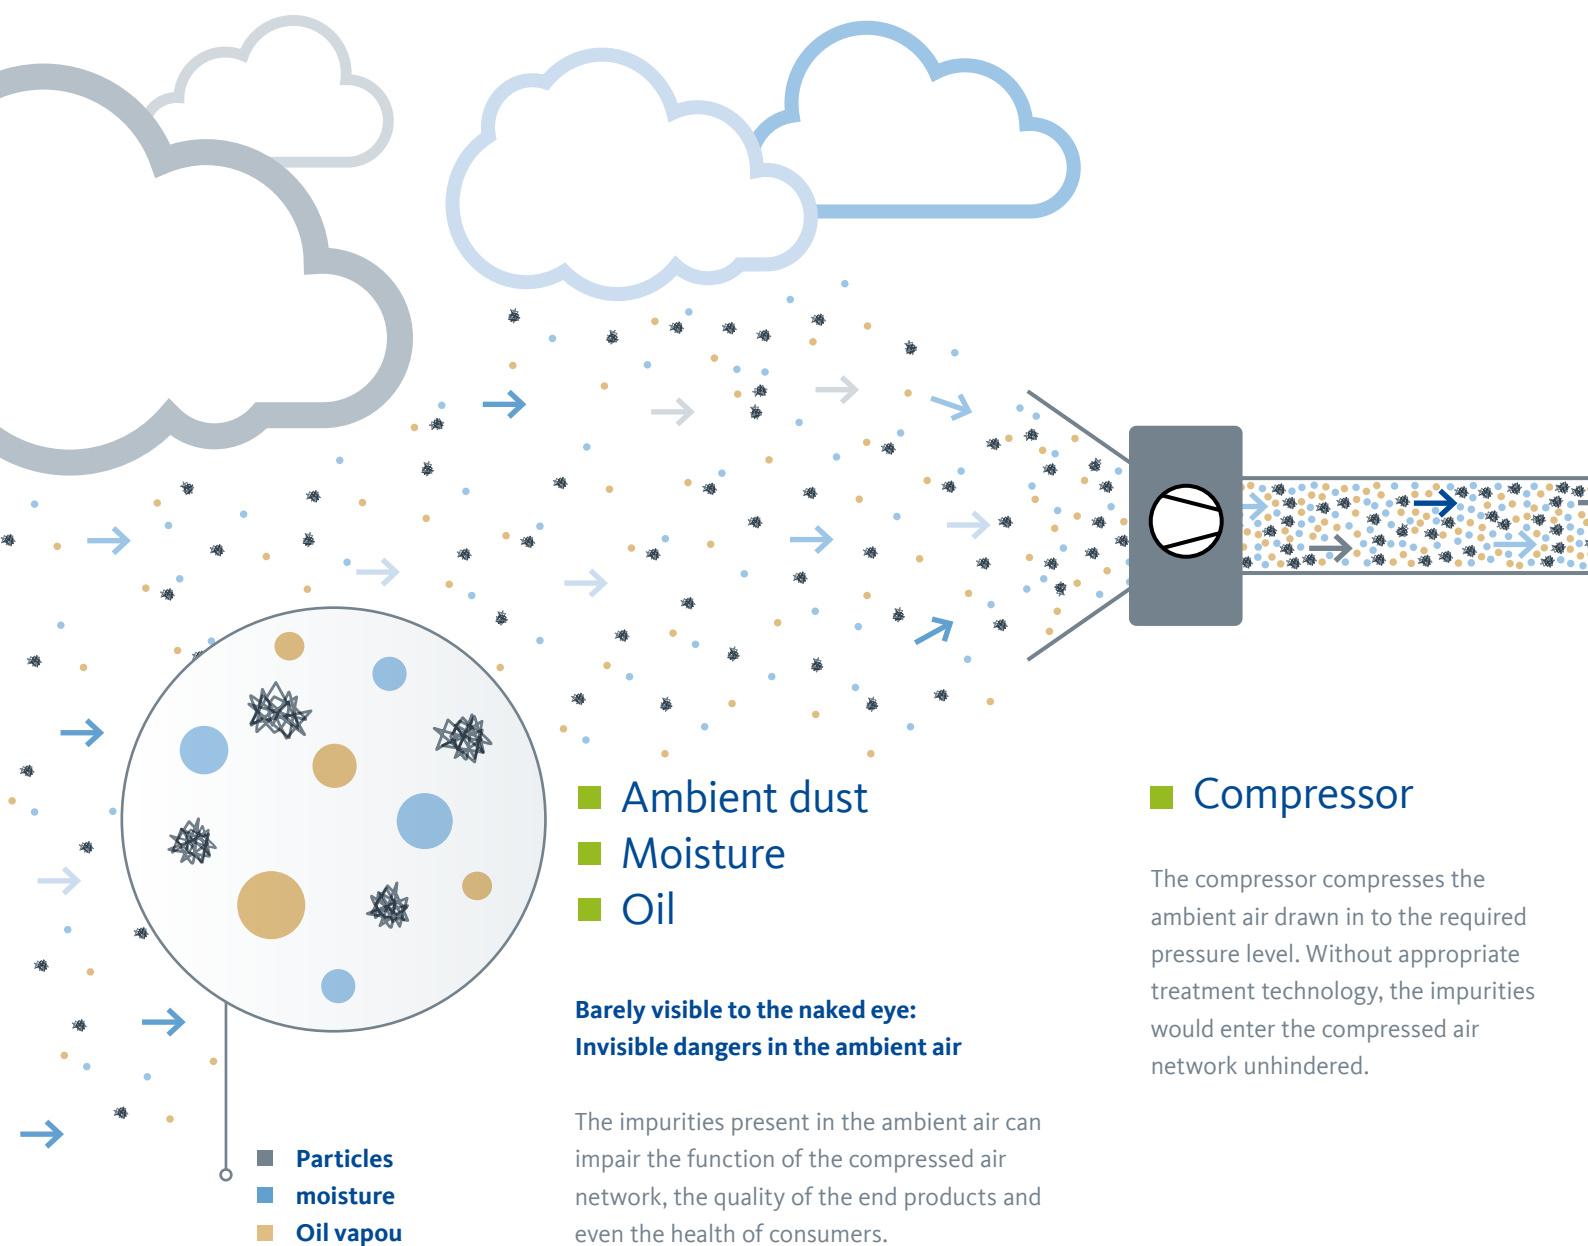 Ambient dust
Moisture
Oil
Compressor
Barely visible to the naked eye:
Invisible dangers in the ambient air
The impurities present in the ambient air can
impair the function of the compressed air
network, the quality of the end products and
even the health of consumers.
The compressor compresses the
ambient air drawn in to the required
pressure level. Without appropriate
treatment technology, the impurities
would enter the compressed air
network unhindered.
Particles
moisture
Oil vapou